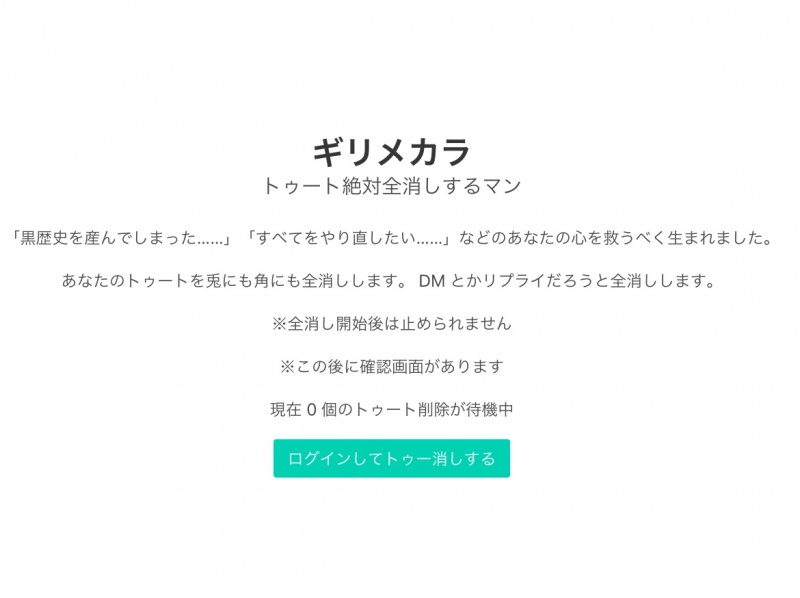 ギリメカラ
トゥート絶対全消しするマン
「黒歴史を産んでしまった……」「すべてをやり直したい……」などのあなたの心を救うべく生まれました。
あなたのトゥートを兎にも角にも全消しします。 DM とかリプライだろうと全消しします。
※全消し開始後は止められません
※この後に確認画面があります
現在 0 個のトゥート削除が待機中
ログインしてトゥー消しする